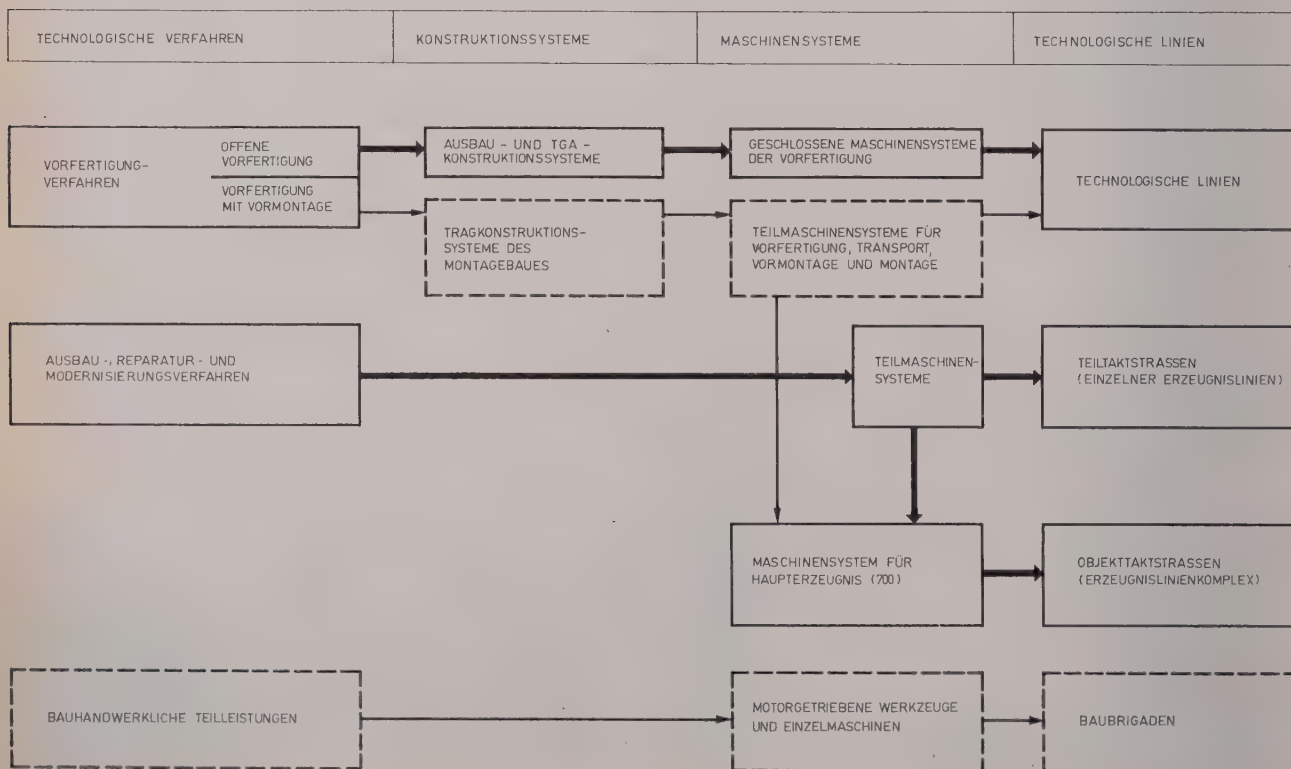 TECHNOLOGISCHE VERFAHREN
KONSTRUKTIONSSYSTEME
MASCHINENSYSTEME
TECHNOLOGISCHE LINIEN
VORFERTIGUNG-
VERFAHREN
OFFENE
VORFERTIGUNG
VORFERTIGUNG
MIT VORMONTAGE
AUSBAU - UND TGA -
KONSTRUKTIONSSYSTEME
GESCHLOSSENE MASCHINENSYSTEME
DER VORFERTIGUNG
TECHNOLOGISCHE LINIEN
TRAGKONSTRUKTIONS-
SYSTEME DES
MONTAGEBAUES
TEILMASCHINENSYSTEME FÜR
VORFERTIGUNG, TRANSPORT,
VORMONTAGE UND MONTAGE
AUSBAU -, REPARATUR - UND
MODERNISIERUNGSVERFAHREN
TEILMASCHINEN-
SYSTEME
TEILTAKTSTRASSEN
(EINZELNER ERZEUGNISLINIEN)
MASCHINENSYSTEM FÜR
HAUPTERZEUGNIS (700)
OBJEKTTAKTSTRASSEN
(ERZEUGNISLINIENKOMPLEX)
BAUHANDWERKLICHE TEILLEISTUNGEN
MOTORGETRIEBENE WERKZEUGE
UND EINZELMASCHINEN
BAUBRIGADEN